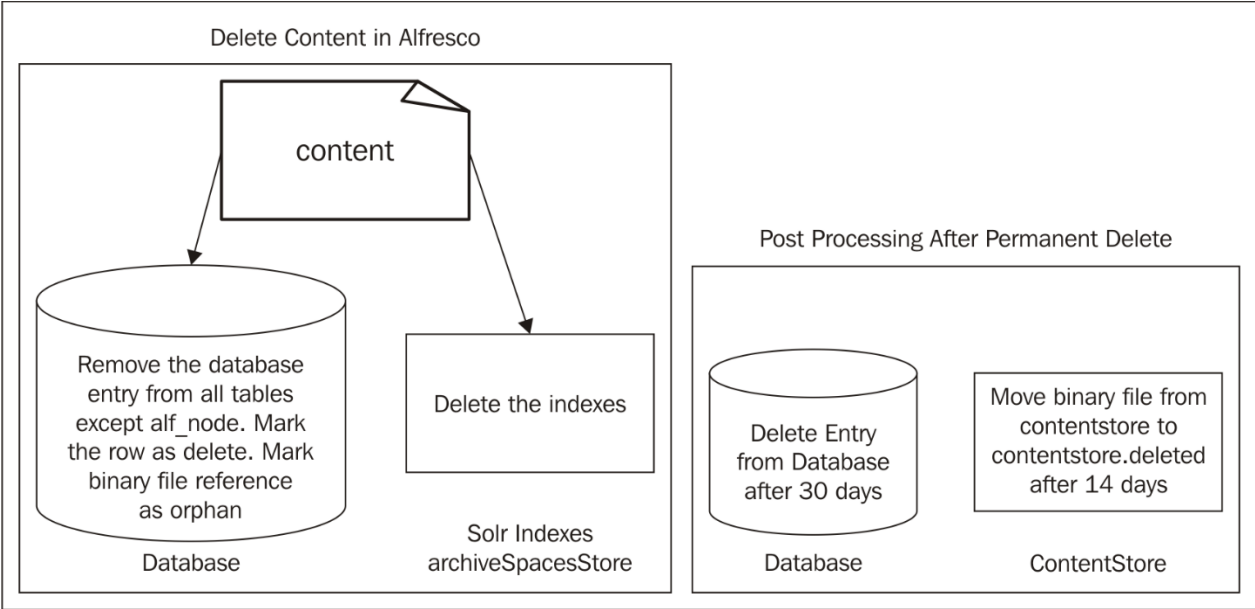 Delete Content in Alfresco
content
Remove the database
entry from all tables
except alf_node. Mark
the row as delete. Mark
binary file reference
as orphan
Database
Delete the indexes
Solr Indexes
archiveSpacesStore
Post Processing After Permanent Delete
Delete Entry
from Database
after 30 days
Database
Move binary file from
contentstore to
contentstore.deleted
after 14 days
ContentStore